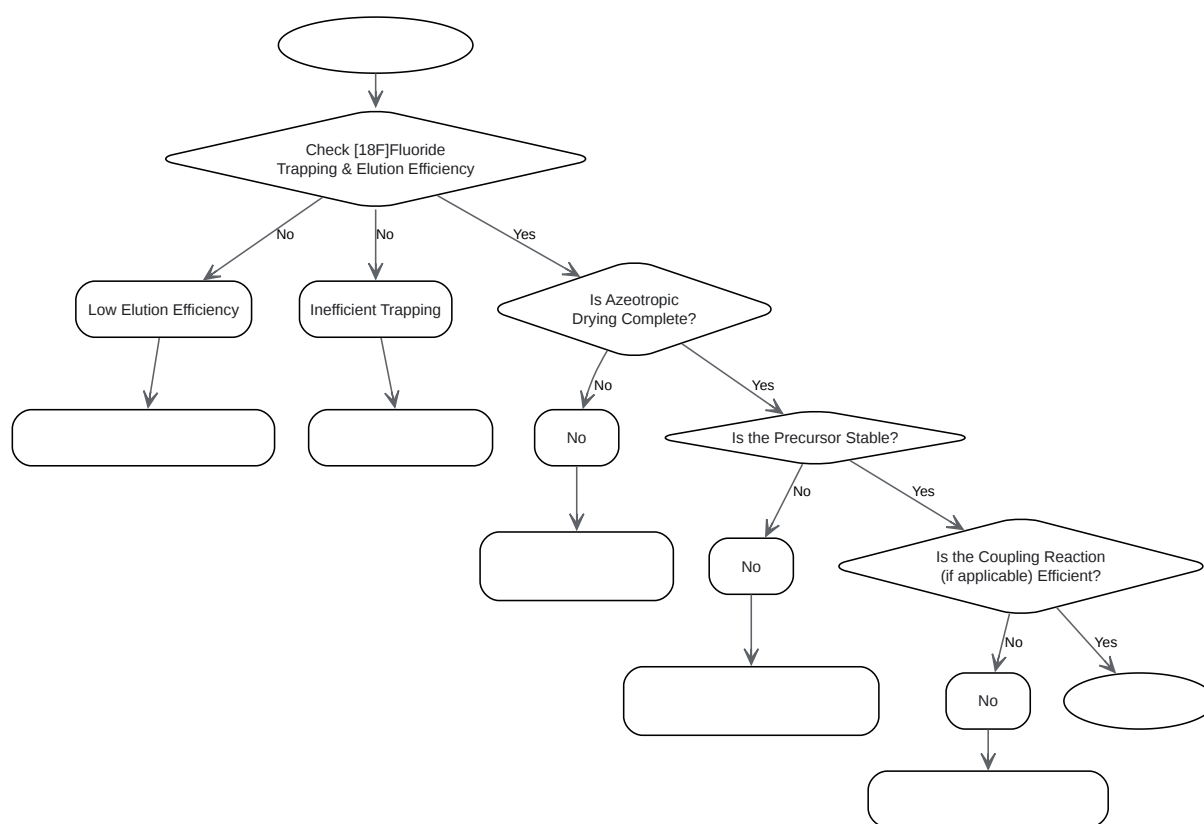 Check [18F]Fluoride
Trapping & Elution Efficiency
No
No
Yes
Low Elution Efficiency
Inefficient Trapping
Is Azeotropic
Drying Complete?
No
Yes
No
Is the Precursor Stable?
No
Yes
No
Is the Coupling Reaction
(if applicable) Efficient?
No
Yes
No